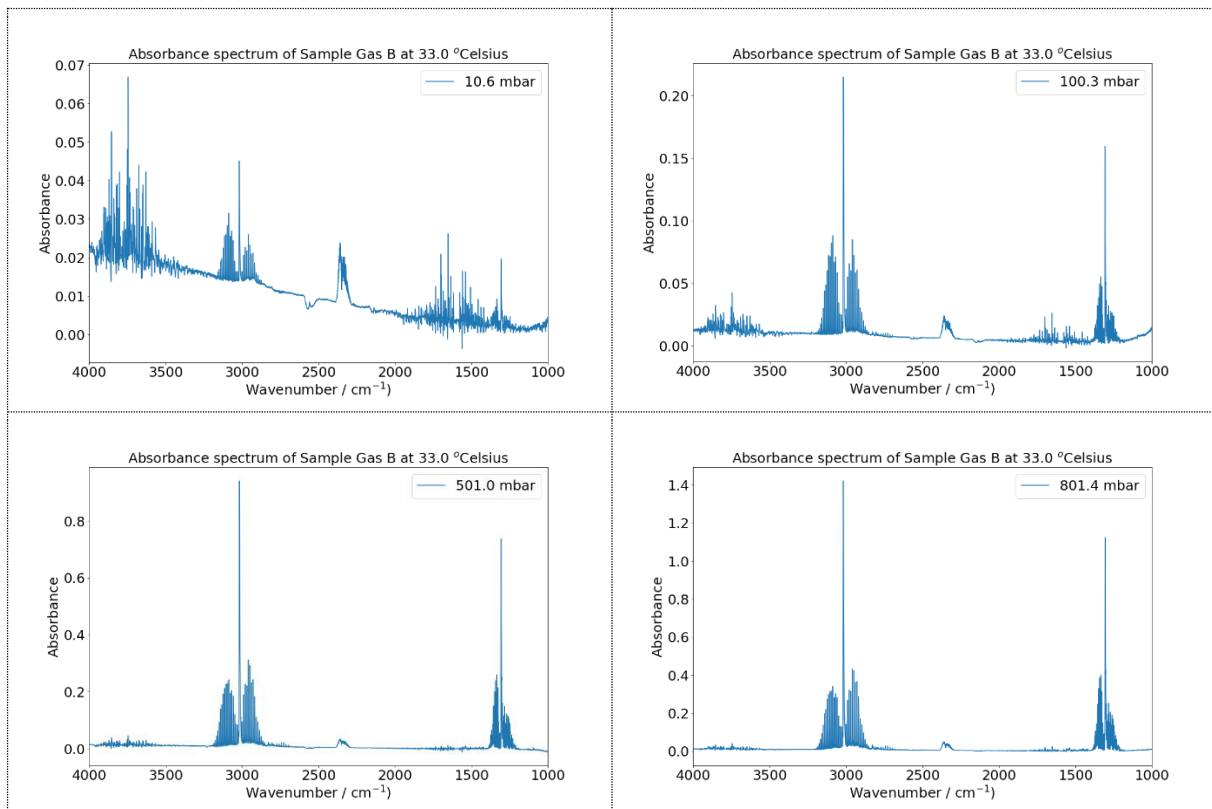 Absorbance spectrum of Sample Gas B at 33.0 °Celsius
10.6 mbar
Absorbance
0.07
0.06
0.05
0.04
0.03
0.02
0.01
0.00
4000 3500 3000 2500 2000 1500 1000
Wavenumber / cm⁻¹)
Absorbance spectrum of Sample Gas B at 33.0 °Celsius
100.3 mbar
Absorbance
0.20
0.15
0.10
0.05
0.00
4000 3500 3000 2500 2000 1500 1000
Wavenumber / cm⁻¹)
Absorbance spectrum of Sample Gas B at 33.0 °Celsius
501.0 mbar
Absorbance
0.8
0.6
0.4
0.2
0.0
4000 3500 3000 2500 2000 1500 1000
Wavenumber / cm⁻¹)
Absorbance spectrum of Sample Gas B at 33.0 °Celsius
801.4 mbar
Absorbance
1.4
1.2
1.0
0.8
0.6
0.4
0.2
0.0
4000 3500 3000 2500 2000 1500 1000
Wavenumber / cm⁻¹)